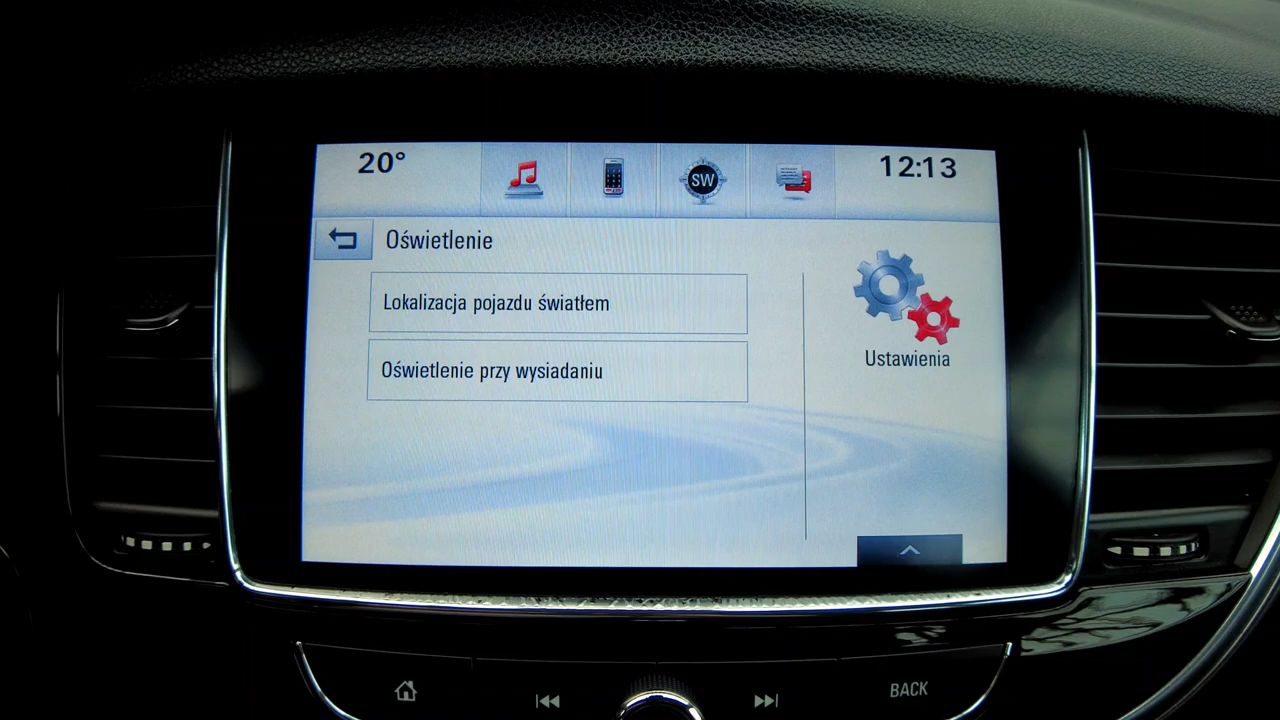 20°
SW
12:13
Oświetlenie
Lokalizacja pojazdu światłem
Oświetlenie przy wysiadaniu
Ustawienia
BACK